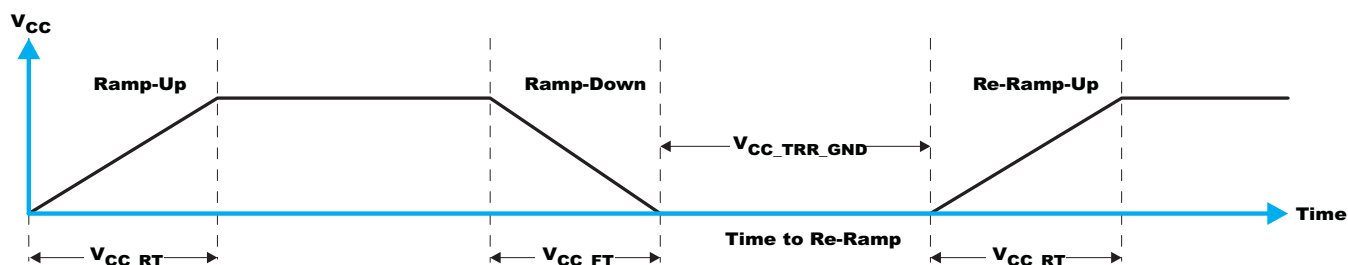 VCC
Ramp-Up
Ramp-Down
Re-Ramp-Up
VCC_TRR_GND
Time
Time to Re-Ramp
VCC_RT
VCC_FT
VCC_RT